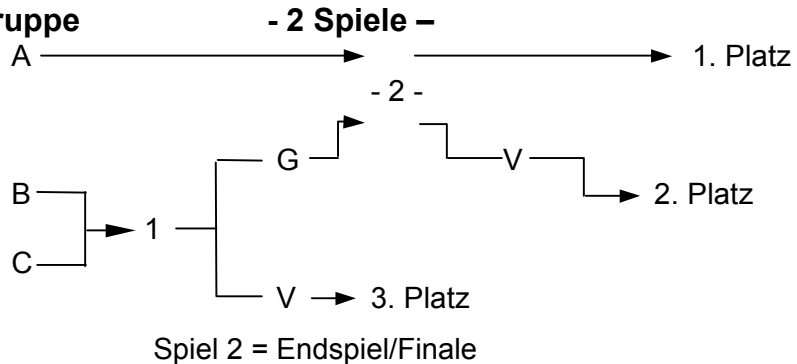 ruppe - 2 Spiele –
A 1. Platz
- 2 -
G V
B 2. Platz
1
C
V 3. Platz
Spiel 2 = Endspiel/Finale